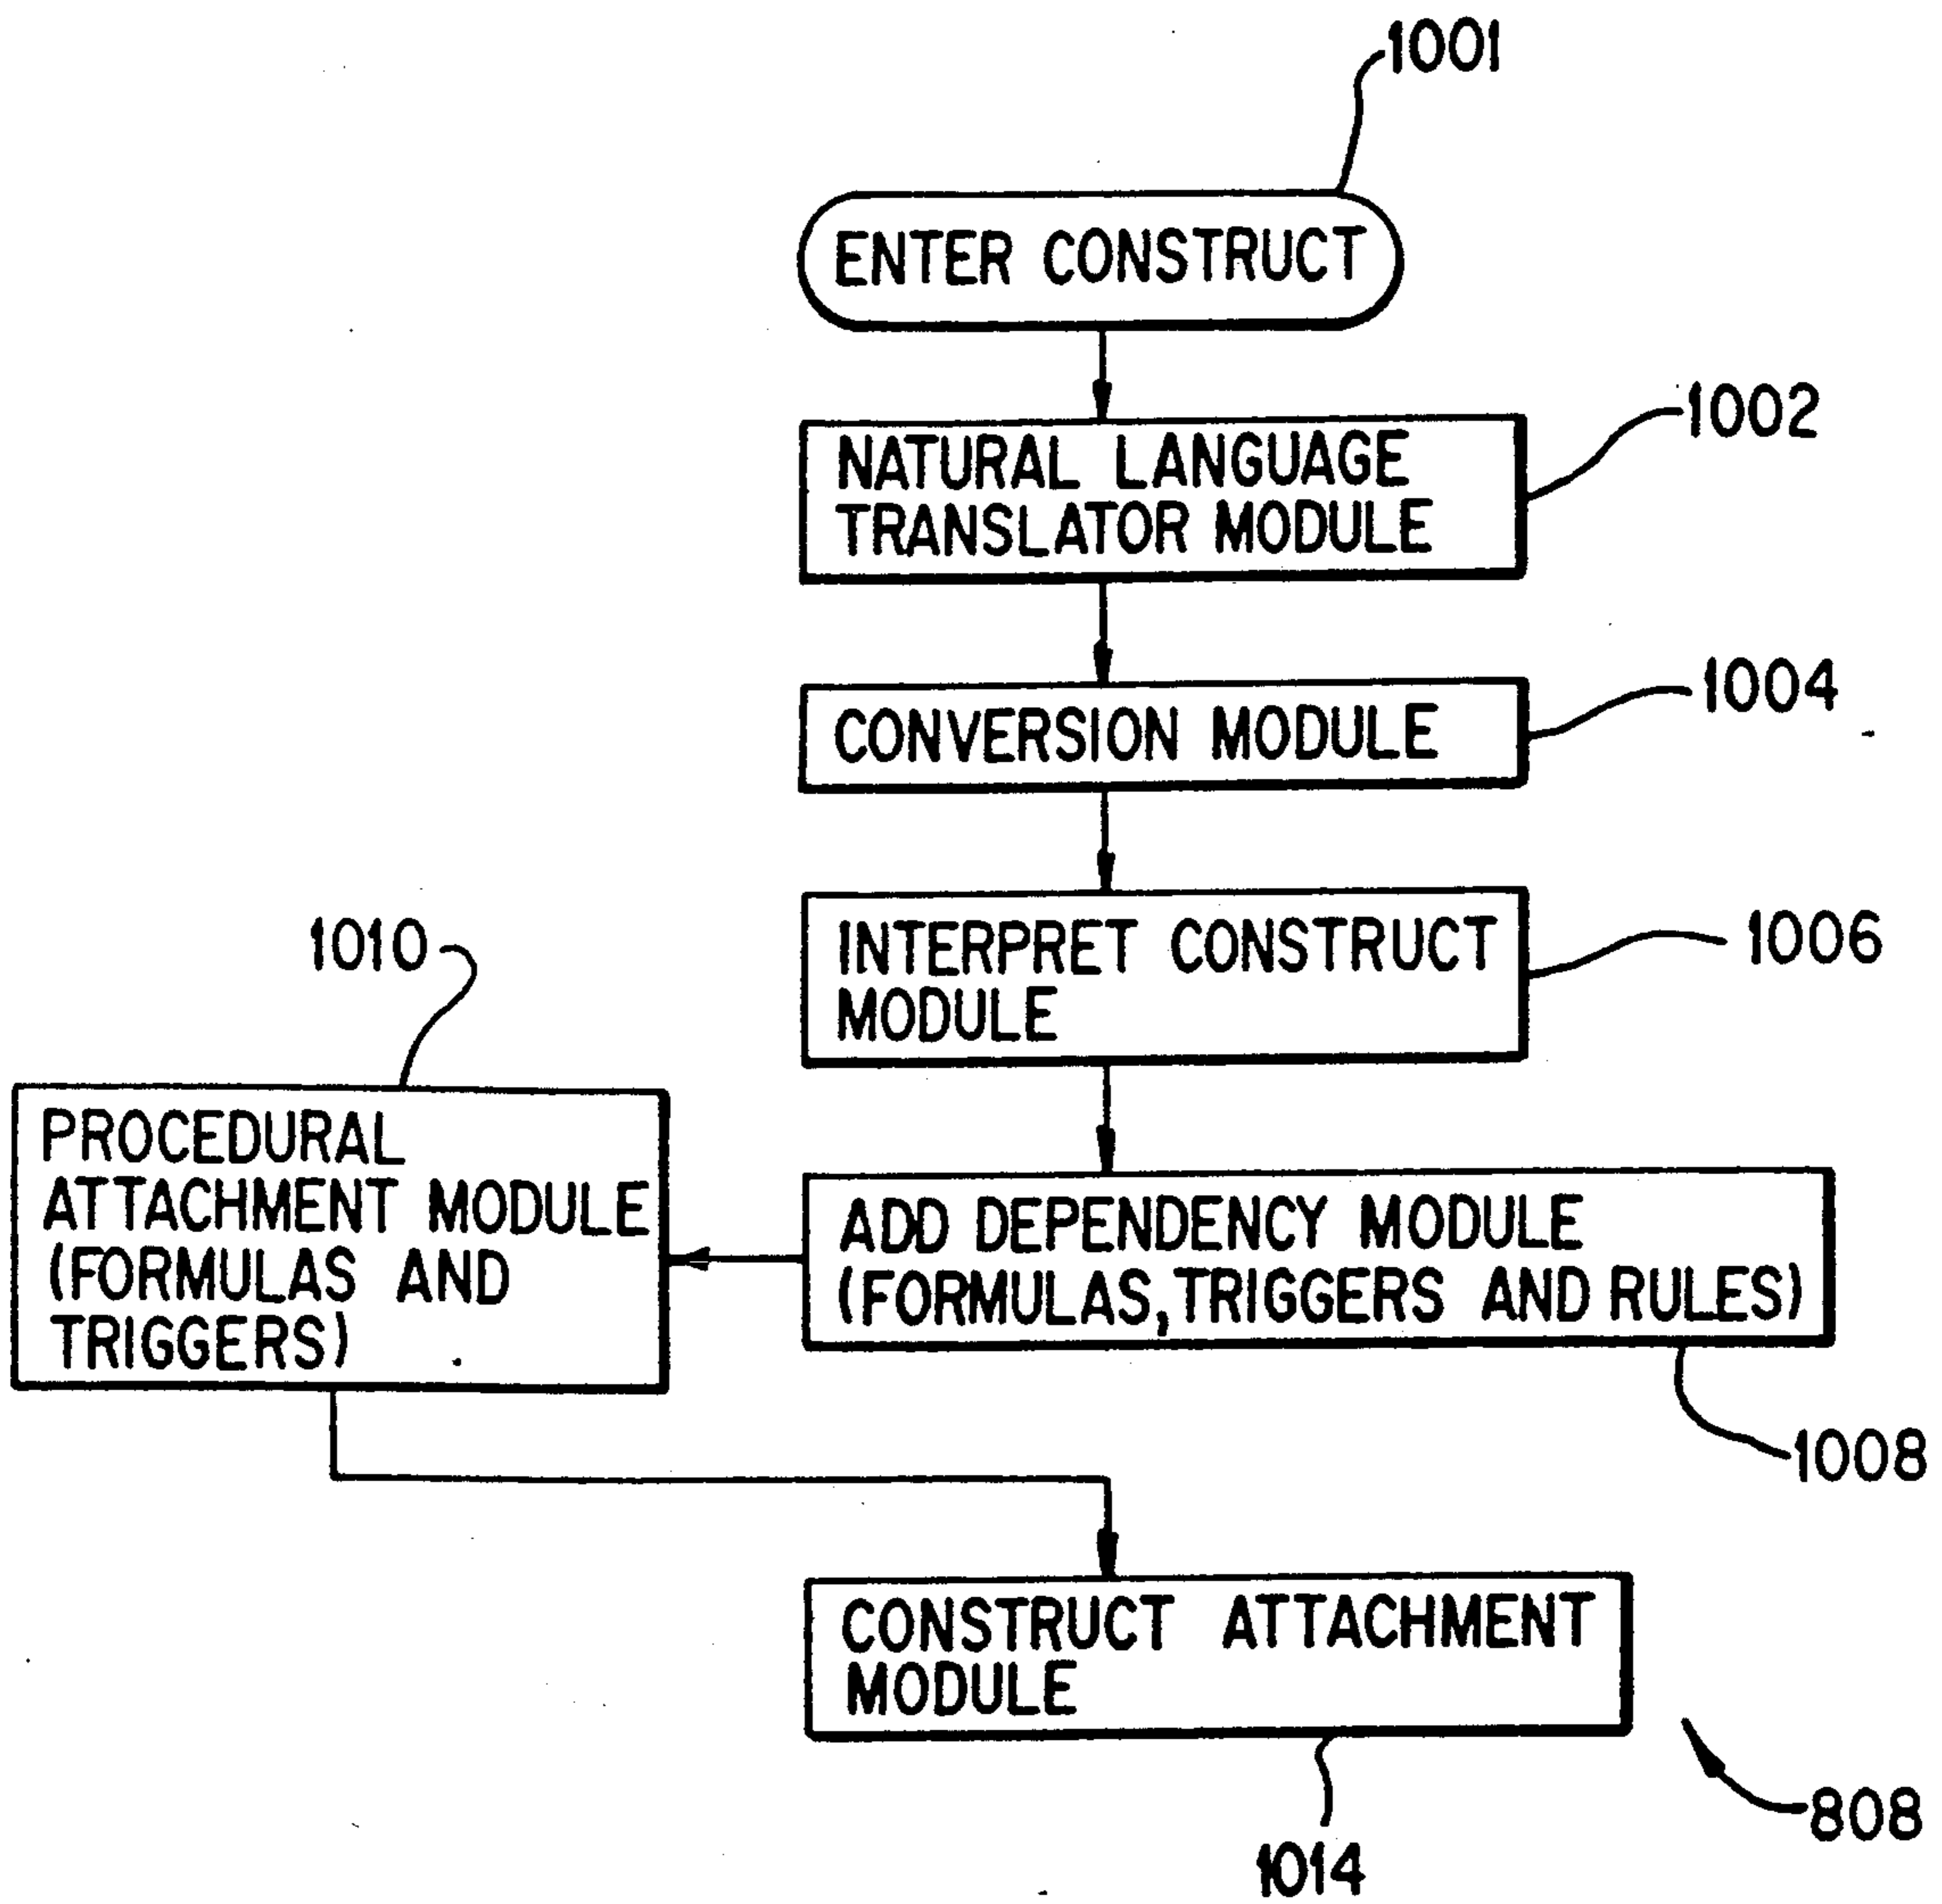 1001
ENTER CONSTRUCT
1002
NATURAL LANGUAGE
TRANSLATOR MODULE
1004
CONVERSION MODULE
1006
INTERPRET CONSTRUCT
MODULE
1010
PROCEDURAL
ATTACHMENT MODULE
(FORMULAS AND
TRIGGERS)
ADD DEPENDENCY MODULE
(FORMULAS, TRIGGERS AND RULES)
1008
CONSTRUCT ATTACHMENT
MODULE
808
1014